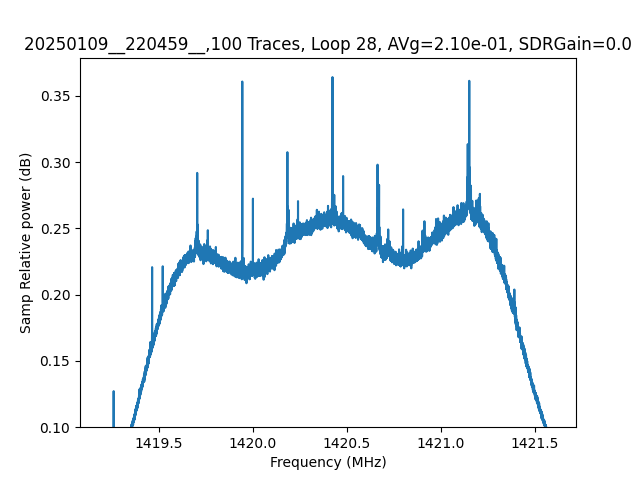 20250109__220459__,100 Traces, Loop 28, AVg=2.10e-01, SDRGain=0.0
0.35
0.30
0.25
0.20
0.15
0.10
Samp Relative power (dB)
1419.5 1420.0 1420.5 1421.0 1421.5
Frequency (MHz)